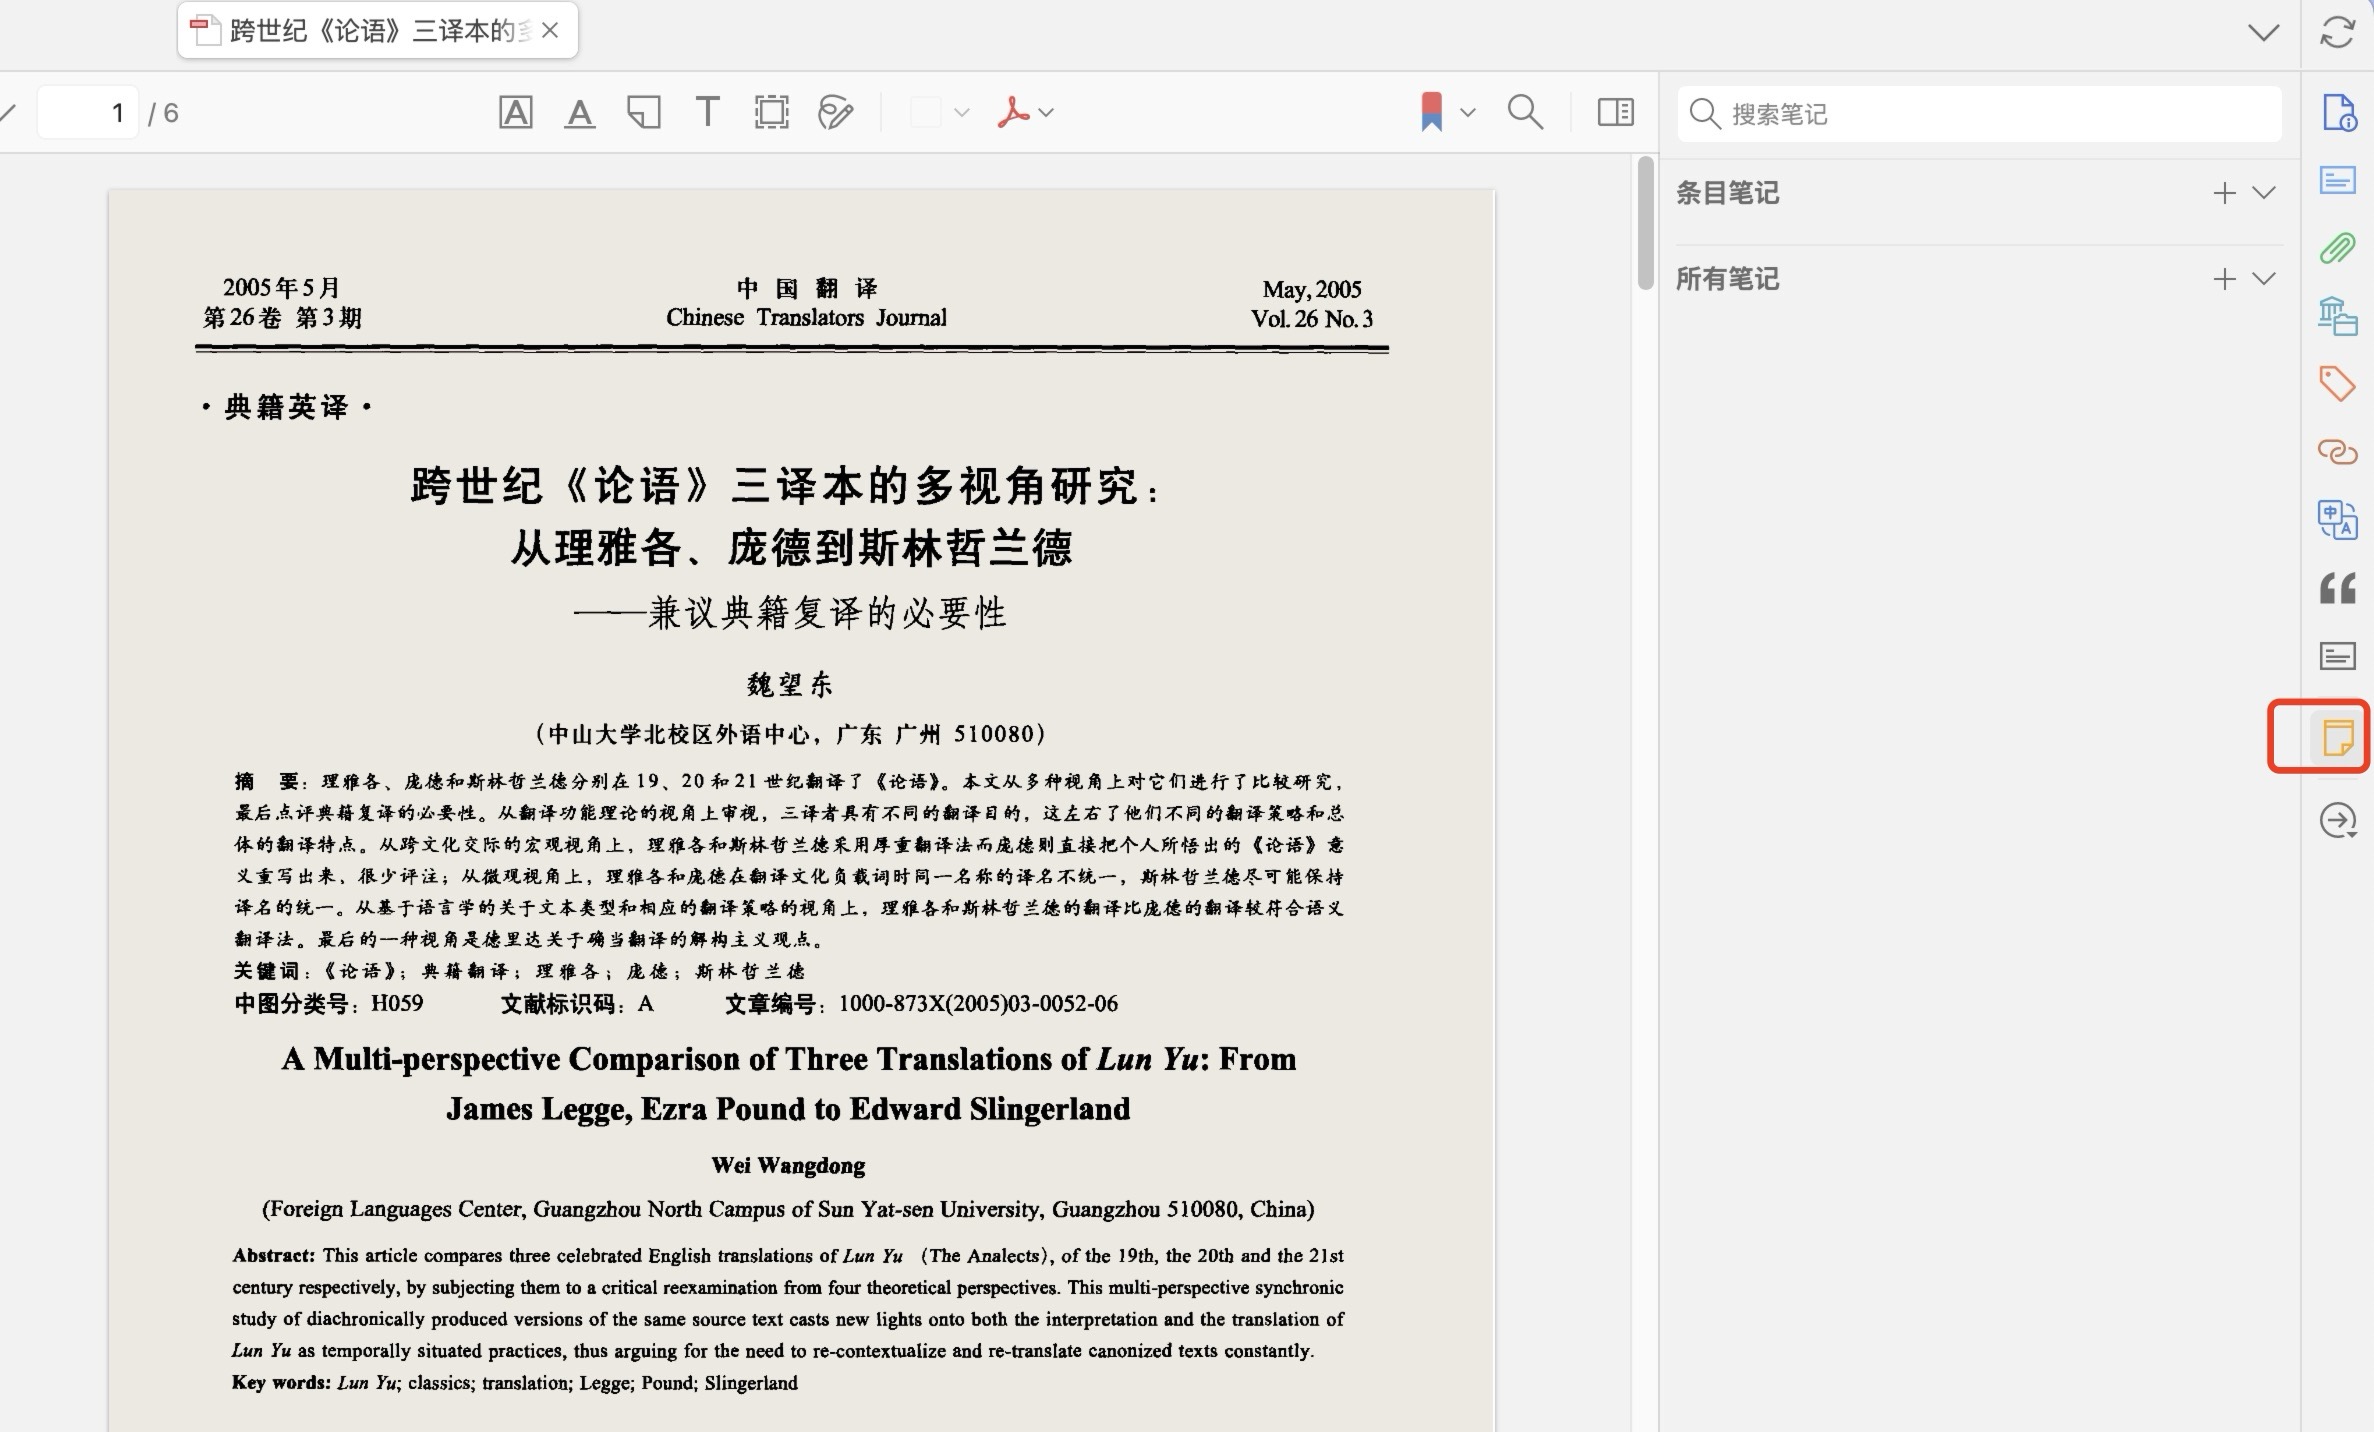 跨世纪《论语》三译本的
1 / 6
搜索笔记
条目笔记
所有笔记
2005年5月
第26卷 第3期
中国翻译
Chinese Translators Journal
May, 2005
Vol. 26 No. 3
·典籍英译·
跨世纪《论语》三译本的多视角研究：
从理雅各、庞德到斯林哲兰德
——兼议典籍复译的必要性
魏望东
（中山大学北校区外语中心，广东 广州 510080）
摘 要：理雅各、庞德和斯林哲兰德分别在19、20和21世纪翻译了《论语》。本文从多种视角上对它们进行了比较研究，
最后点评典籍复译的必要性。从翻译功能理论的视角上审视，三译者具有不同的翻译目的，这左右了他们不同的翻译策略和总
体的翻译特点。从跨文化交际的宏观视角上，理雅各和斯林哲兰德采用厚重翻译法而庞德则直接把个人所悟出的《论语》意
义重写出来、很少评注；从微观视角上，理雅各和庞德在翻译文化负载词时同一名称的译名不统一，斯林哲兰德尽可能保持
译名的统一。从基于语言学的关于文本类型和相应的翻译策略的视角上，理雅各和斯林哲兰德的翻译比庞德的翻译较符合语义
翻译法。最后的一种视角是德里达关于确当翻译的解构主义观点。
关键词：《论语》；典籍翻译；理雅各；庞德；斯林哲兰德
中图分类号：H059 文献标识码：A 文章编号：1000-873X(2005)03-0052-06
A Multi-perspective Comparison of Three Translations of Lun Yu: From
James Legge, Ezra Pound to Edward Slingerland
Wei Wangdong
(Foreign Languages Center, Guangzhou North Campus of Sun Yat-sen University, Guangzhou 510080, China)
Abstract: This article compares three celebrated English translations of Lun Yu （The Analects), of the 19th, the 20th and the 21st
century respectively, by subjecting them to a critical reexamination from four theoretical perspectives. This multi-perspective synchronic
study of diachronically produced versions of the same source text casts new lights onto both the interpretation and the translation of
Lun Yu as temporally situated practices, thus arguing for the need to re-contextualize and re-translate canonized texts constantly.
Key words: Lun Yu; classics; translation; Legge; Pound; Slingerland